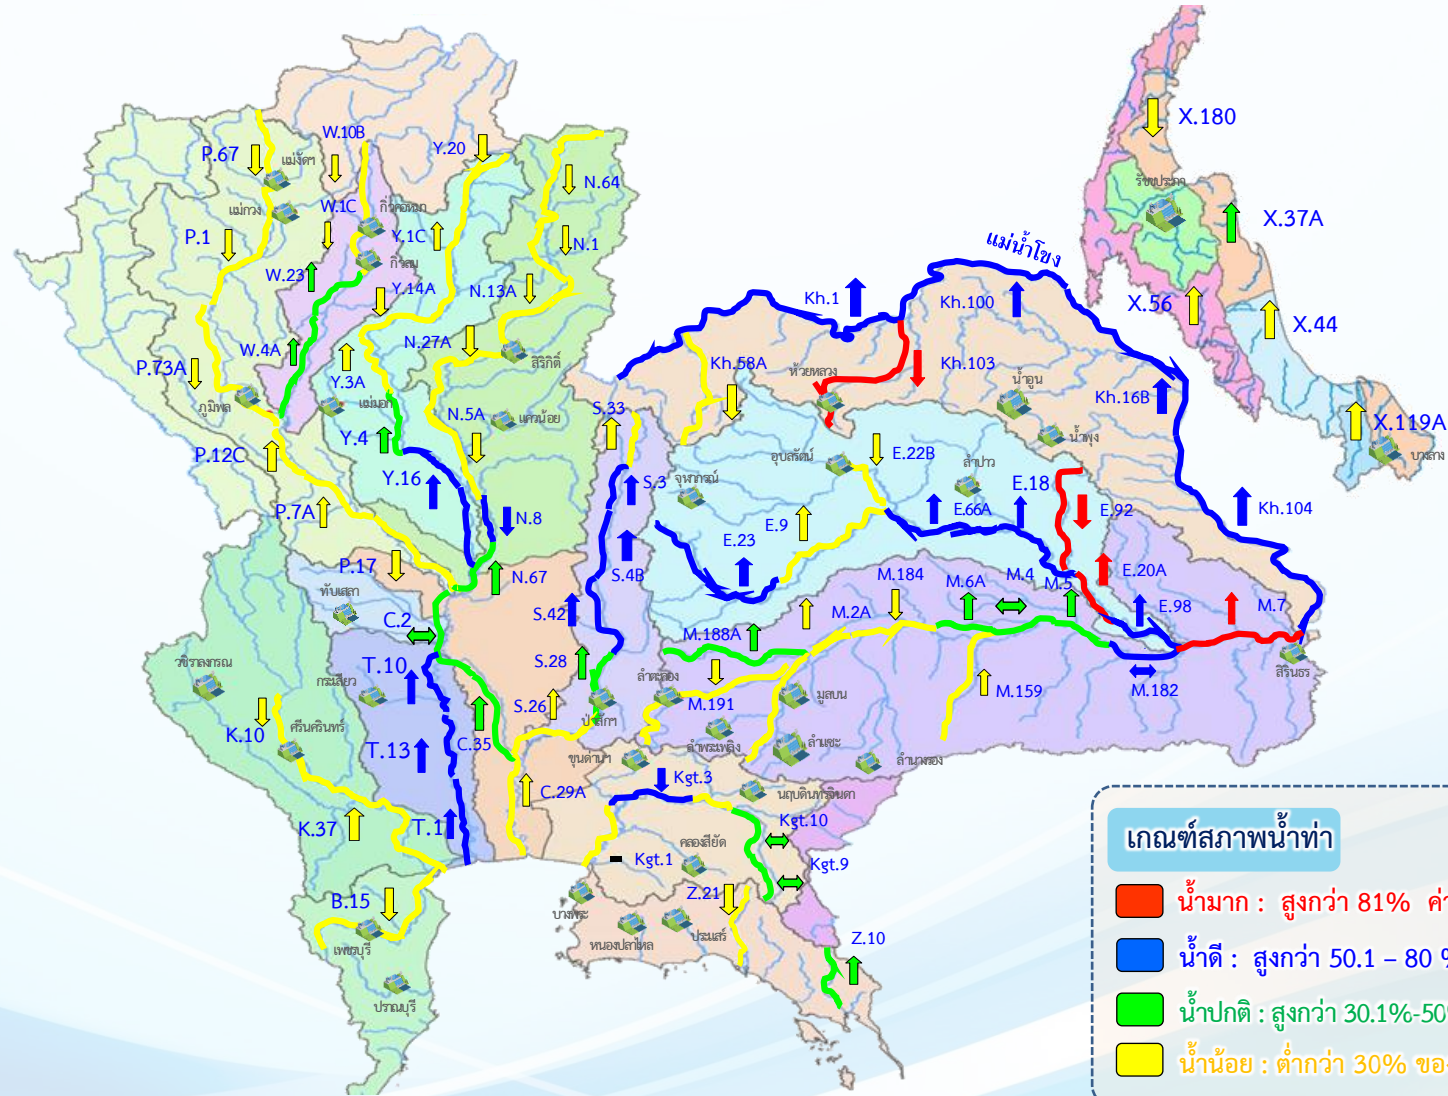 X.180
W.10B
Y.20
P.67
แม่งัดฯ
รัชชประภา
N.64
W.1C
กิ่วคอหมา
แม่กวง
X.37A
P.1
Y.1C
N.1
แม่น้ำโขง
กิ่วลม
W.23
Y.14A
N.13A
Kh.1
Kh.100
X.56
X.44
N.27A
W.4A
สิริกิติ์
Kh.58A
Kh.103
P.73A
ห้วยหลวง
Y.3A
น้ำอูน
Kh.16B
ภูมิพล
แม่มอก
N.5A
แควน้อย
S.33
X.119A
Y.4
น้ำพุง
P.12C
อุบลรัตน์
E.22B
ลำปาว
บางลาง
Y.16
จุฬาภรณ์
S.3
E.18
P.7A
N.8
E.9
E.66A
E.92
Kh.104
E.23
P.17
N.67
S.4B
M.184
M.6A
M.4
M.5
E.20A
ทับเสลา
C.2
S.42
M.2A
E.98
M.7
M.188A
วชิราลงกรณ
T.10
S.28
ลำตะคอง
สิรินธร
กระเสียว
M.159
M.182
ป่าสักฯ
มูลบน
K.10
S.26
M.191
ศรีนครินทร์
T.13
C.35
ลำพระเพลิง
ลำแชะ
ขุนด่านฯ
ลำนางรอง
C.29A
Kgt.3
นฤบดินทรจินดา
K.37
T.1
Kgt.10
คลองสียัด
Kgt.1
Kgt.9
B.15
Z.21
บางพระ
หนองปลาไหล
ประแสร์
เพชรบุรี
Z.10
ปราณบุรี
เกณฑ์สภาพน้ำท่า
น้ำมาก : สูงกว่า 81% ค่
น้ำดี : สูงกว่า 50.1 – 80 %
น้ำปกติ : สูงกว่า 30.1%-50
น้ำน้อย : ต่ำกว่า 30% ของ